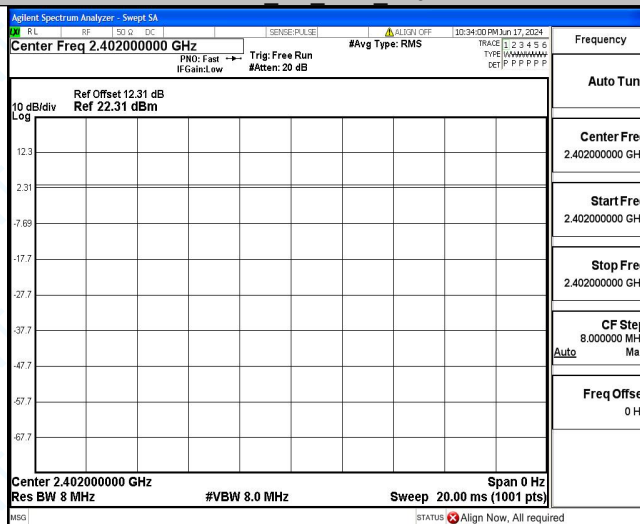 Agilent Spectrum Analyzer - Swept SA
LXI RL RF 50 Ω DC SENSE:PULSE ALIGN OFF 10:34:00 PM Jun 17, 2024
Center Freq 2.402000000 GHz
PNO: Fast
IFGain:Low
Trig: Free Run
#Atten: 20 dB
#Avg Type: RMS
TRACE 1 2 3 4 5 6
TYPE WWWWWW
DET P P P P P P
Ref Offset 12.31 dB
10 dB/div Ref 22.31 dBm
Log
12.3
2.31
-7.69
-17.7
-27.7
-37.7
-47.7
-57.7
-67.7
Center 2.402000000 GHz Span 0 Hz
Res BW 8 MHz #VBW 8.0 MHz Sweep 20.00 ms (1001 pts)
MSG STATUS Align Now, All required
Frequency
Auto Tun
Center Fre
2.402000000 GH
Start Fre
2.402000000 GH
Stop Fre
2.402000000 GH
CF Ste
8.000000 MH
Auto Ma
Freq Offse
0 H